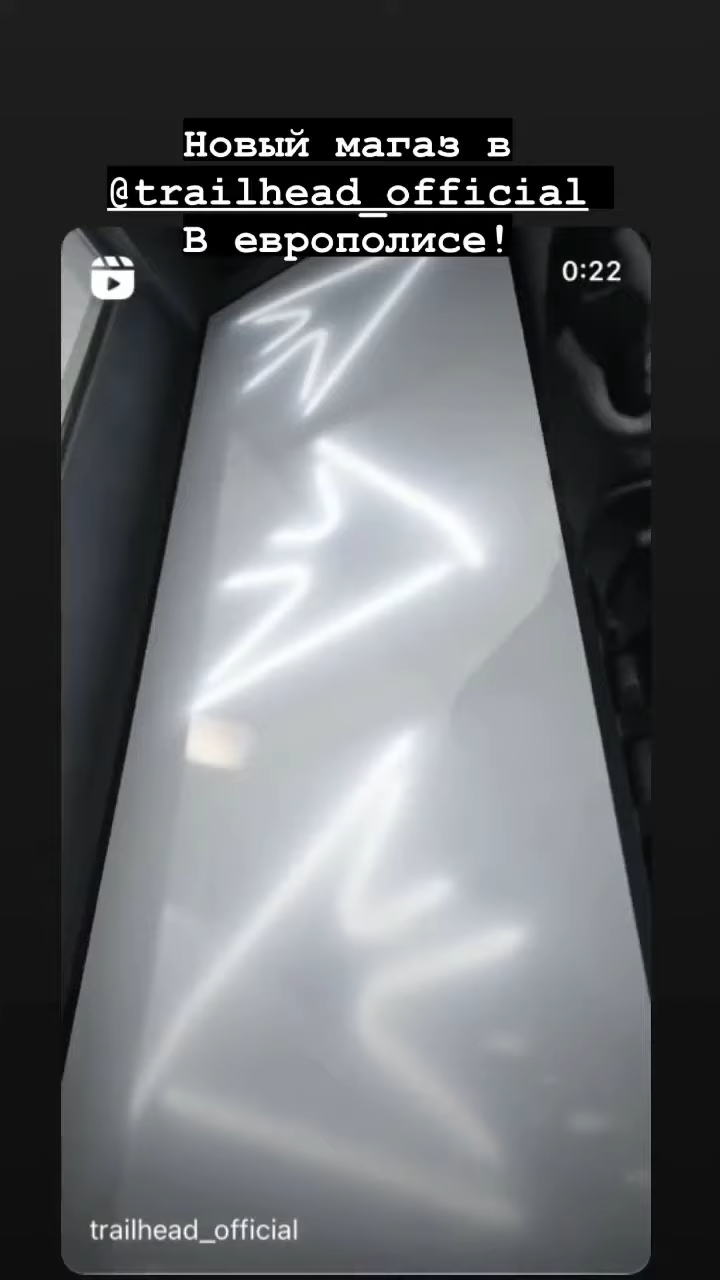 Новый магаз в
@trailhead_official
В европолисе!
0:22
trailhead_official